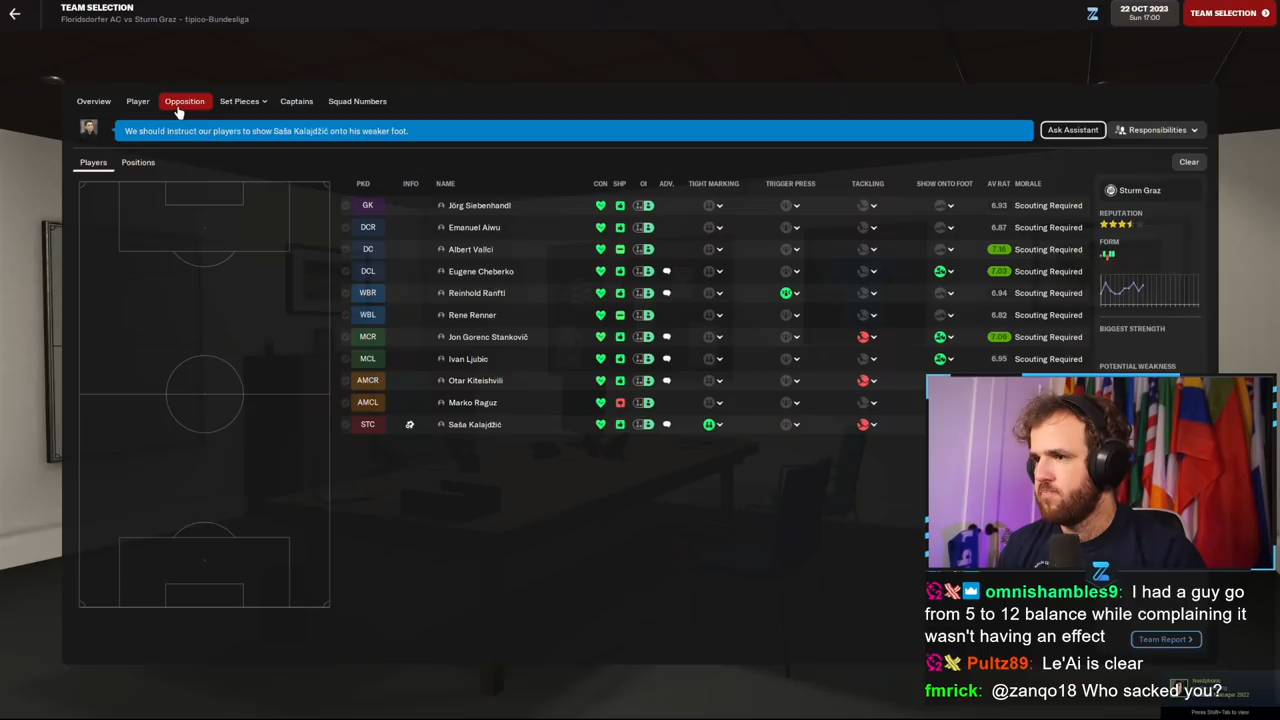 TEAM SELECTION
Floridsdorfer AC vs Sturm Graz - tipico-Bundesliga
22 OCT 2023
Sun 17:00
TEAM SELECTION
Overview Player Opposition Set Pieces Captains Squad Numbers
We should instruct our players to show Saša Kalajdžić onto his weaker foot.
Ask Assistant Responsibilities
Players Positions Clear
PKD INFO NAME CON SHP OI ADV. TIGHT MARKING TRIGGER PRESS TACKLING SHOW ONTO FOOT AV RAT MORALE
GK Jörg Siebenhandl 6.93 Scouting Required
DCR Emanuel Aiwu 6.87 Scouting Required
DC Albert Vallci 7.16 Scouting Required
DCL Eugene Cheberko 7.03 Scouting Required
WBR Reinhold Ranftl 6.94 Scouting Required
WBL Rene Renner 6.82 Scouting Required
MCR Jon Gorenc Stankovič 7.06 Scouting Required
MCL Ivan Ljubic 6.95 Scouting Required
AMCR Otar Kiteishvili
AMCL Marko Raguz
STC Saša Kalajdžić
Sturm Graz
REPUTATION
FORM
BIGGEST STRENGTH
POTENTIAL WEAKNESS
omnishambles9: I had a guy go
from 5 to 12 balance while complaining it
wasn't having an effect
Team Report >
Pultz89: Le'Ai is clear
fmrick: @zanqo18 Who sacked you?
Press Shift+Tab to view